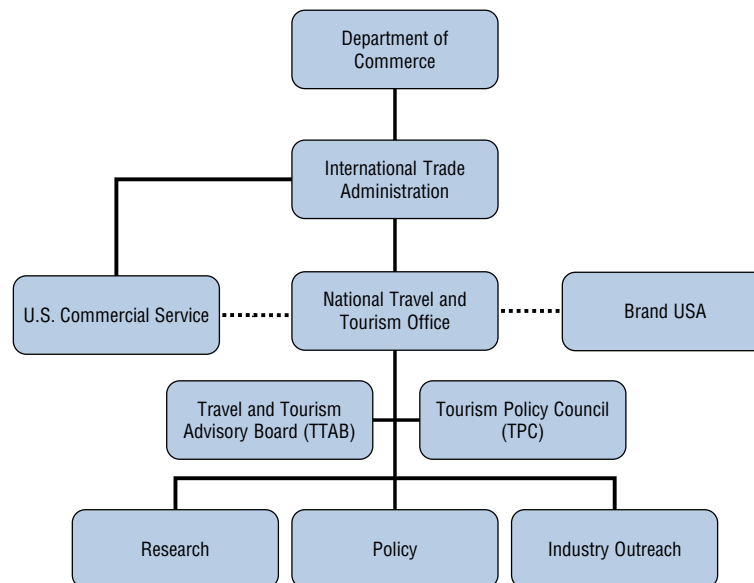 Department of
Commerce
International Trade
Administration
U.S. Commercial Service
National Travel and
Tourism Office
Brand USA
Travel and Tourism
Advisory Board (TTAB)
Tourism Policy Council
(TPC)
Research
Policy
Industry Outreach